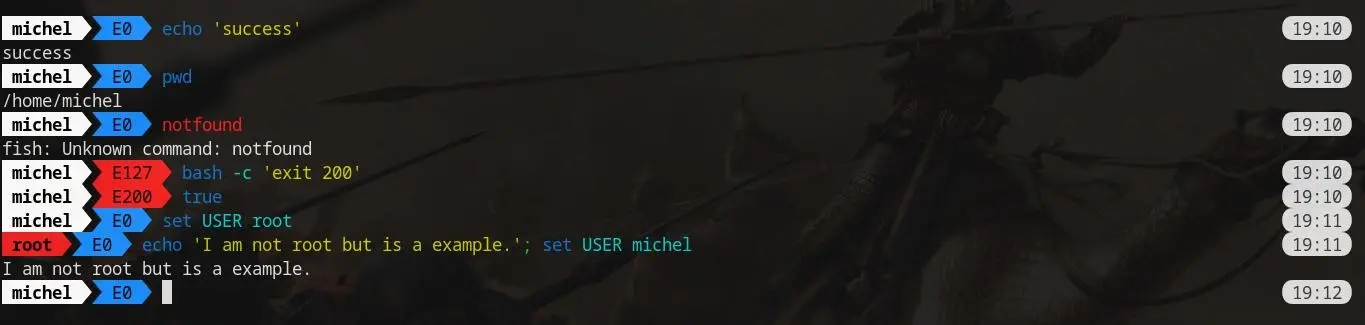 michel E0 echo 'success' 19:10
success
michel E0 pwd 19:10
/home/michel
michel E0 notfound 19:10
fish: Unknown command: notfound
michel E127 bash -c 'exit 200' 19:10
michel E200 true 19:10
michel E0 set USER root 19:11
root E0 echo 'I am not root but is a example.'; set USER michel 19:11
I am not root but is a example.
michel E0 19:12